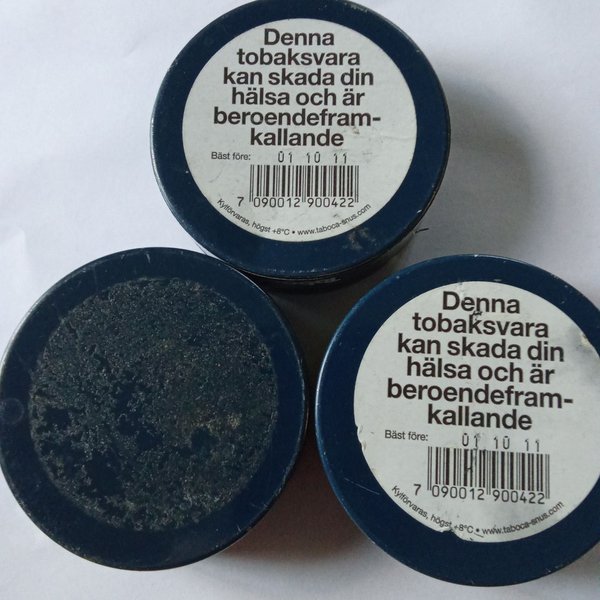 Denna
tobaksvara
kan skada din
hälsa och är
beroendefram-
kallande
Bäst före: 01 10 11
7 090012 900422
Kylförvaras, högst +8°C • www.taboca-snus.com
Denna
tobaksvara
kan skada din
hälsa och är
beroendefram-
kallande
Bäst före: 01 10 11
7 090012 900422
Kylförvaras, högst +8°C • www.taboca-snus.com